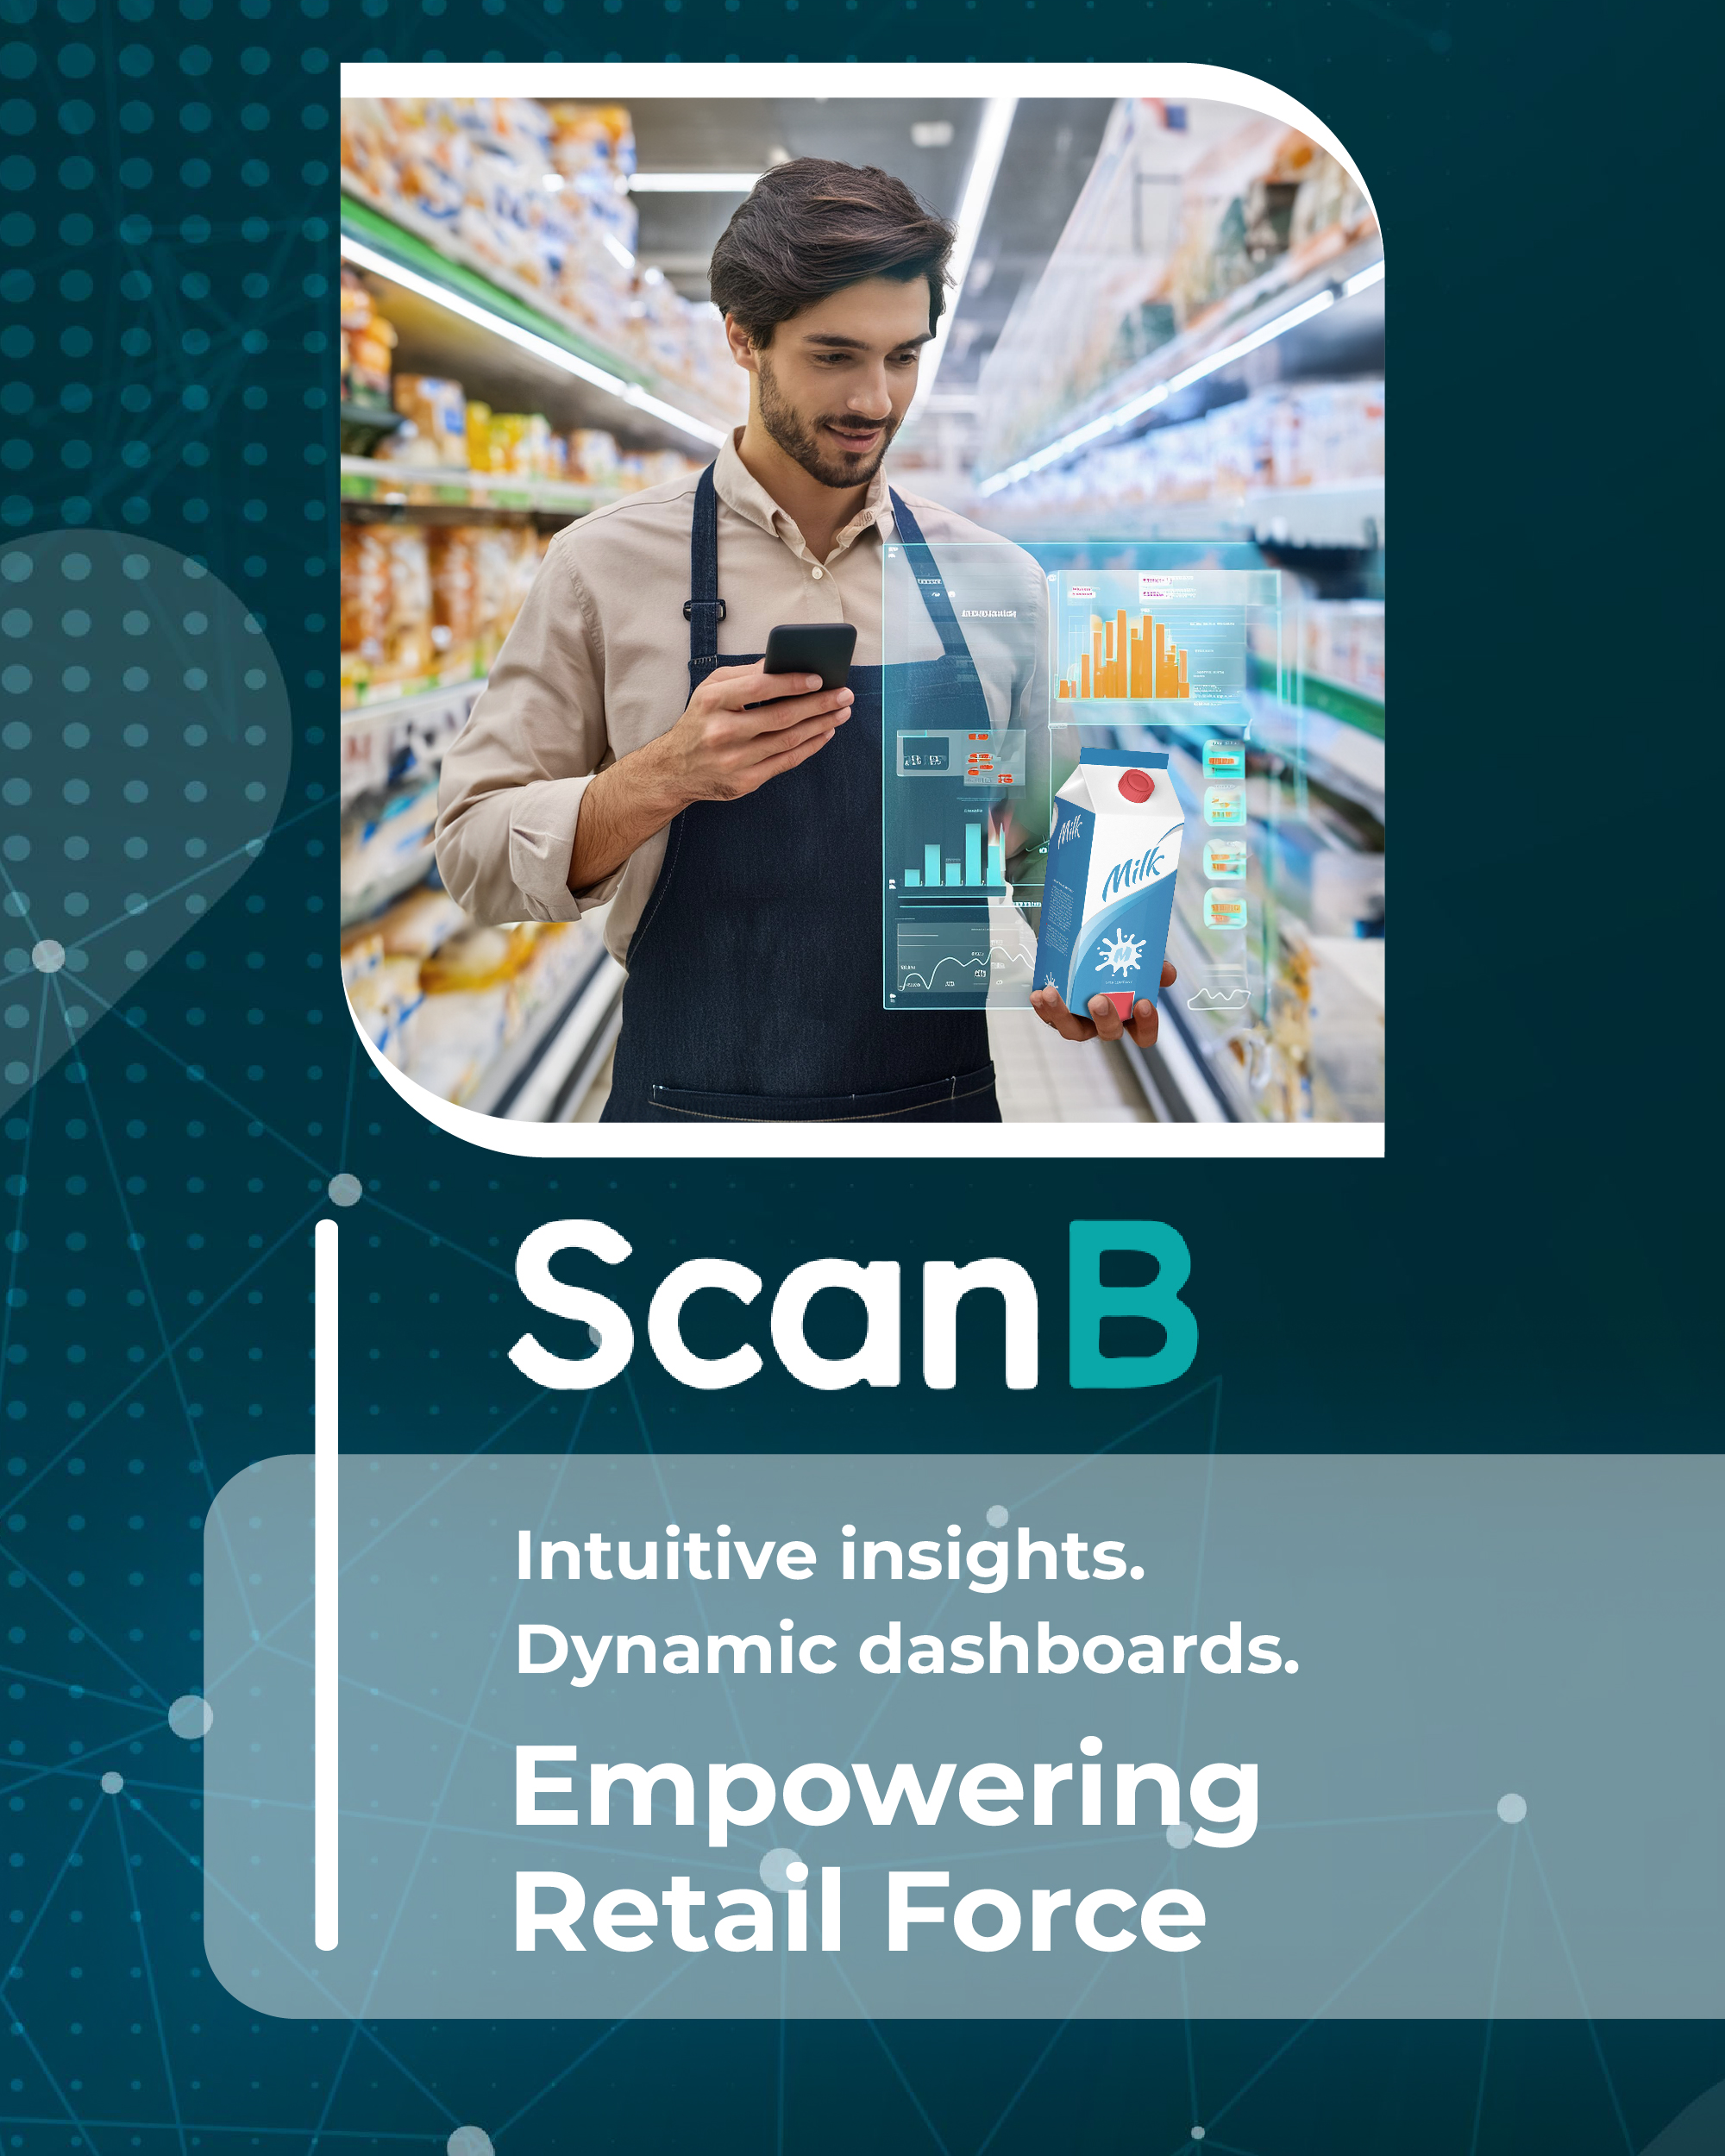 Milk
Milk
M
ScanB
Intuitive insights.
Dynamic dashboards.
Empowering
Retail Force